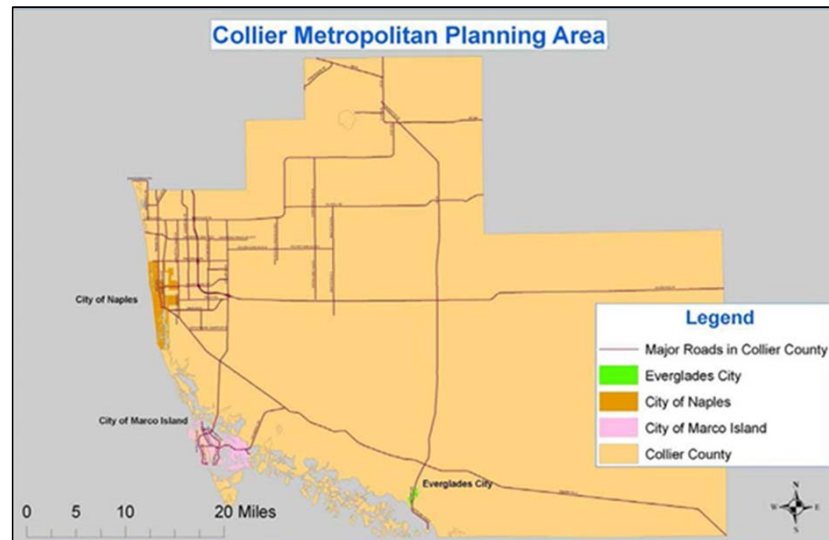 Collier Metropolitan Planning Area
City of Naples
City of Marco Island
Everglades City
Legend
Major Roads in Collier County
Everglades City
City of Naples
City of Marco Island
Collier County
0 5 10 20 Miles
N
W E
S